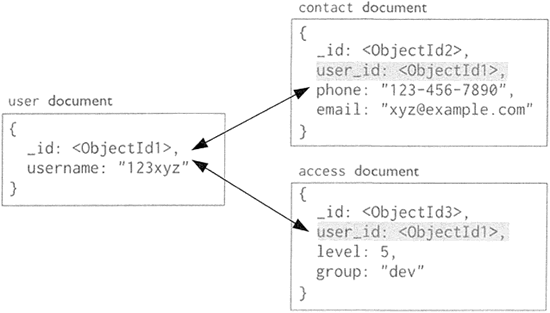 contact document
{
_id: <ObjectId2>,
user_id: <ObjectId1>,
phone: "123-456-7890",
email: "xyz@example.com"
}
user document
{
_id: <ObjectId1>,
username: "123xyz"
}
access document
{
_id: <ObjectId3>,
user_id: <ObjectId1>,
level: 5,
group: "dev"
}